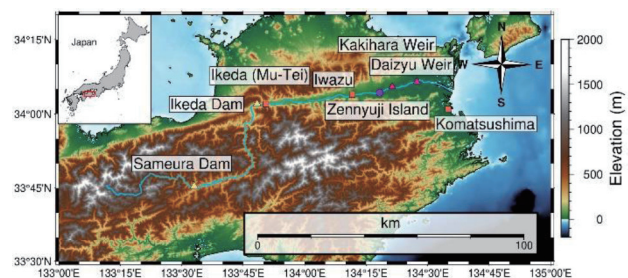 Japan
N
W
E
S
Kakihara Weir
Daizyu Weir
Ikeda (Mu-Tei)
Iwazu
Ikeda Dam
Zennyuji Island
Komatsushima
Sameura Dam
km
0
100
34°15'N
34°00'N
33°45'N
33°30'N
133°00'E
133°15'E
133°30'E
133°45'E
134°00'E
134°15'E
134°30'E
134°45'E
135°00'E
2000
1500
1000
500
0
Elevation (m)